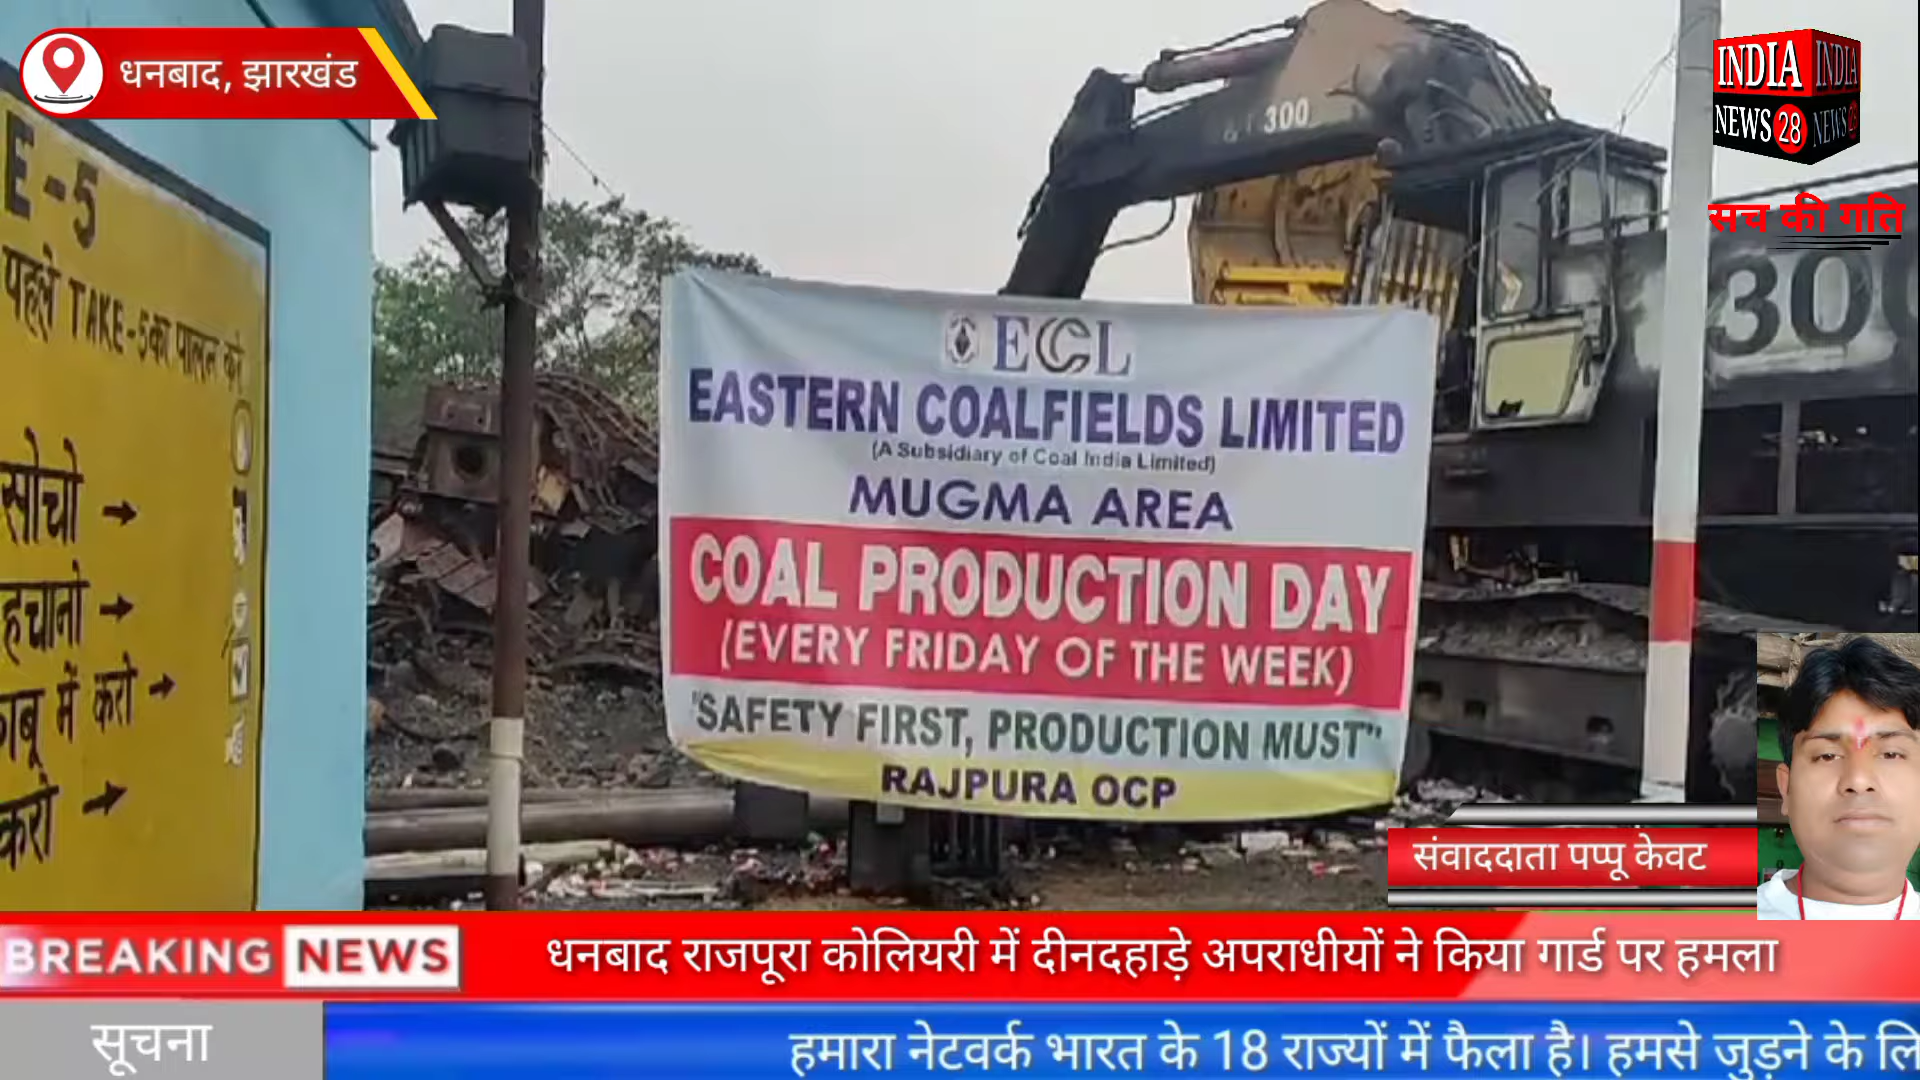 धनबाद, झारखंड
INDIA
NEWS 28
INDIA
NEWS
सच की गति
E-5
पहले TAKE-5का पालन करे
सोचो →
हचानो →
में करो →
करो →
300
300
ECL
EASTERN COALFIELDS LIMITED
(A Subsidiary of Coal India Limited)
MUGMA AREA
COAL PRODUCTION DAY
(EVERY FRIDAY OF THE WEEK)
"SAFETY FIRST, PRODUCTION MUST"
RAJPURA OCP
संवाददाता पप्पू केवट
BREAKING NEWS
धनबाद राजपूरा कोलियरी में दीनदहाड़े अपराधीयों ने किया गार्ड पर हमला
सूचना
हमारा नेटवर्क भारत के 18 राज्यों में फैला है। हमसे जुड़ने के लि